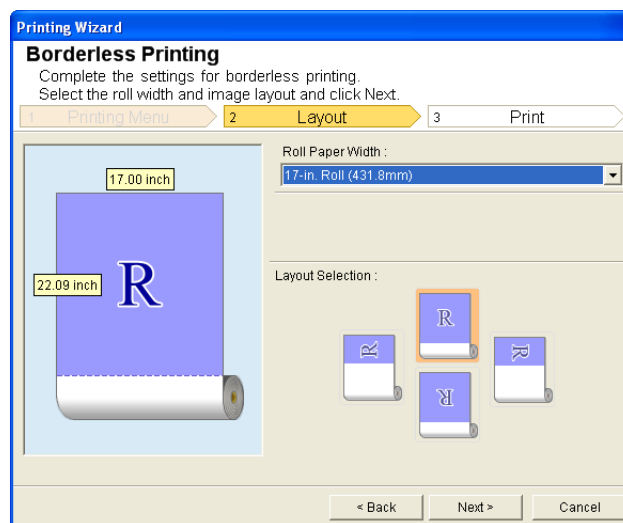 Printing Wizard
Borderless Printing
Complete the settings for borderless printing.
Select the roll width and image layout and click Next.
1 Printing Menu 2 Layout 3 Print
Roll Paper Width :
17-in. Roll (431.8mm)
17.00 inch
22.09 inch
R
Layout Selection :
R
R
R
R
< Back Next > Cancel